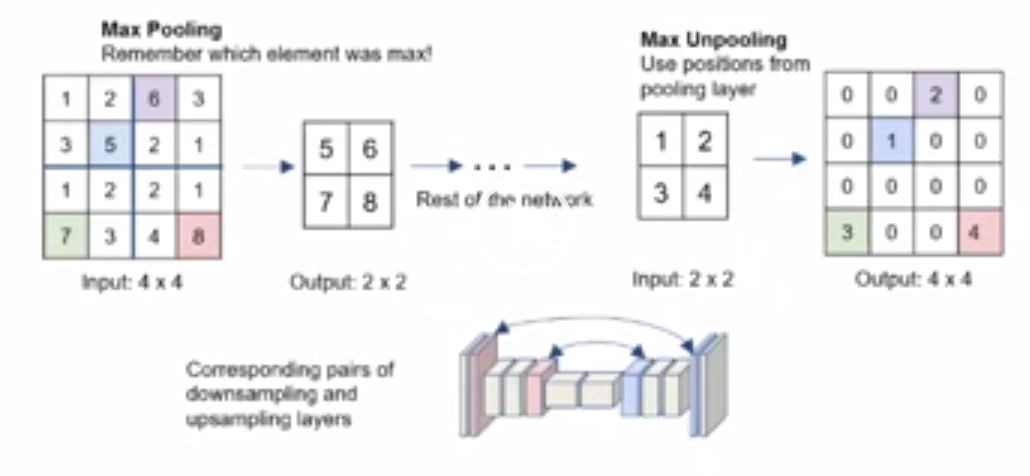 Max Pooling
Remember which element was max!
1 2 6 3
3 5 2 1
1 2 2 1
7 3 4 8
Input: 4 x 4
5 6
7 8
Output: 2 x 2
...
Rest of the network
Max Unpooling
Use positions from
pooling layer
1 2
3 4
Input: 2 x 2
0 0 2 0
0 1 0 0
0 0 0 0
3 0 0 4
Output: 4 x 4
Corresponding pairs of
downsampling and
upsampling layers